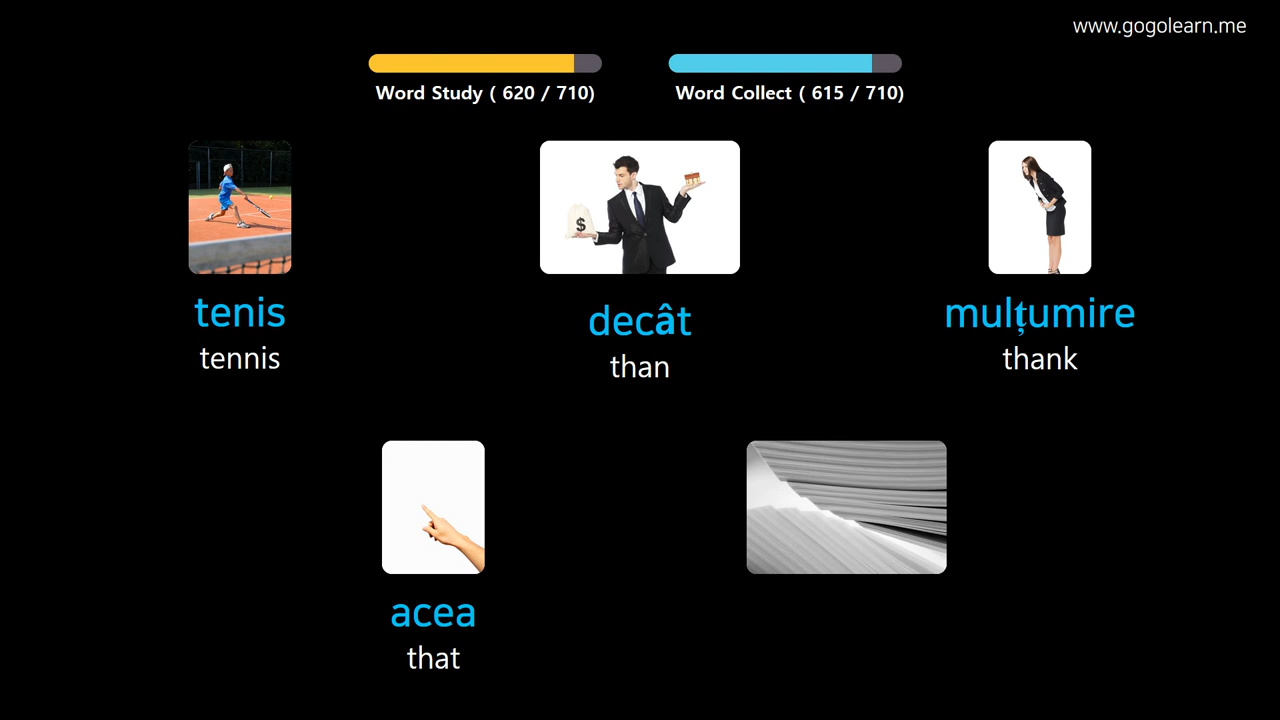 www.gogolearn.me
Word Study ( 620 / 710)
Word Collect ( 615 / 710)
$
tenis
tennis
decât
than
mulțumire
thank
acea
that